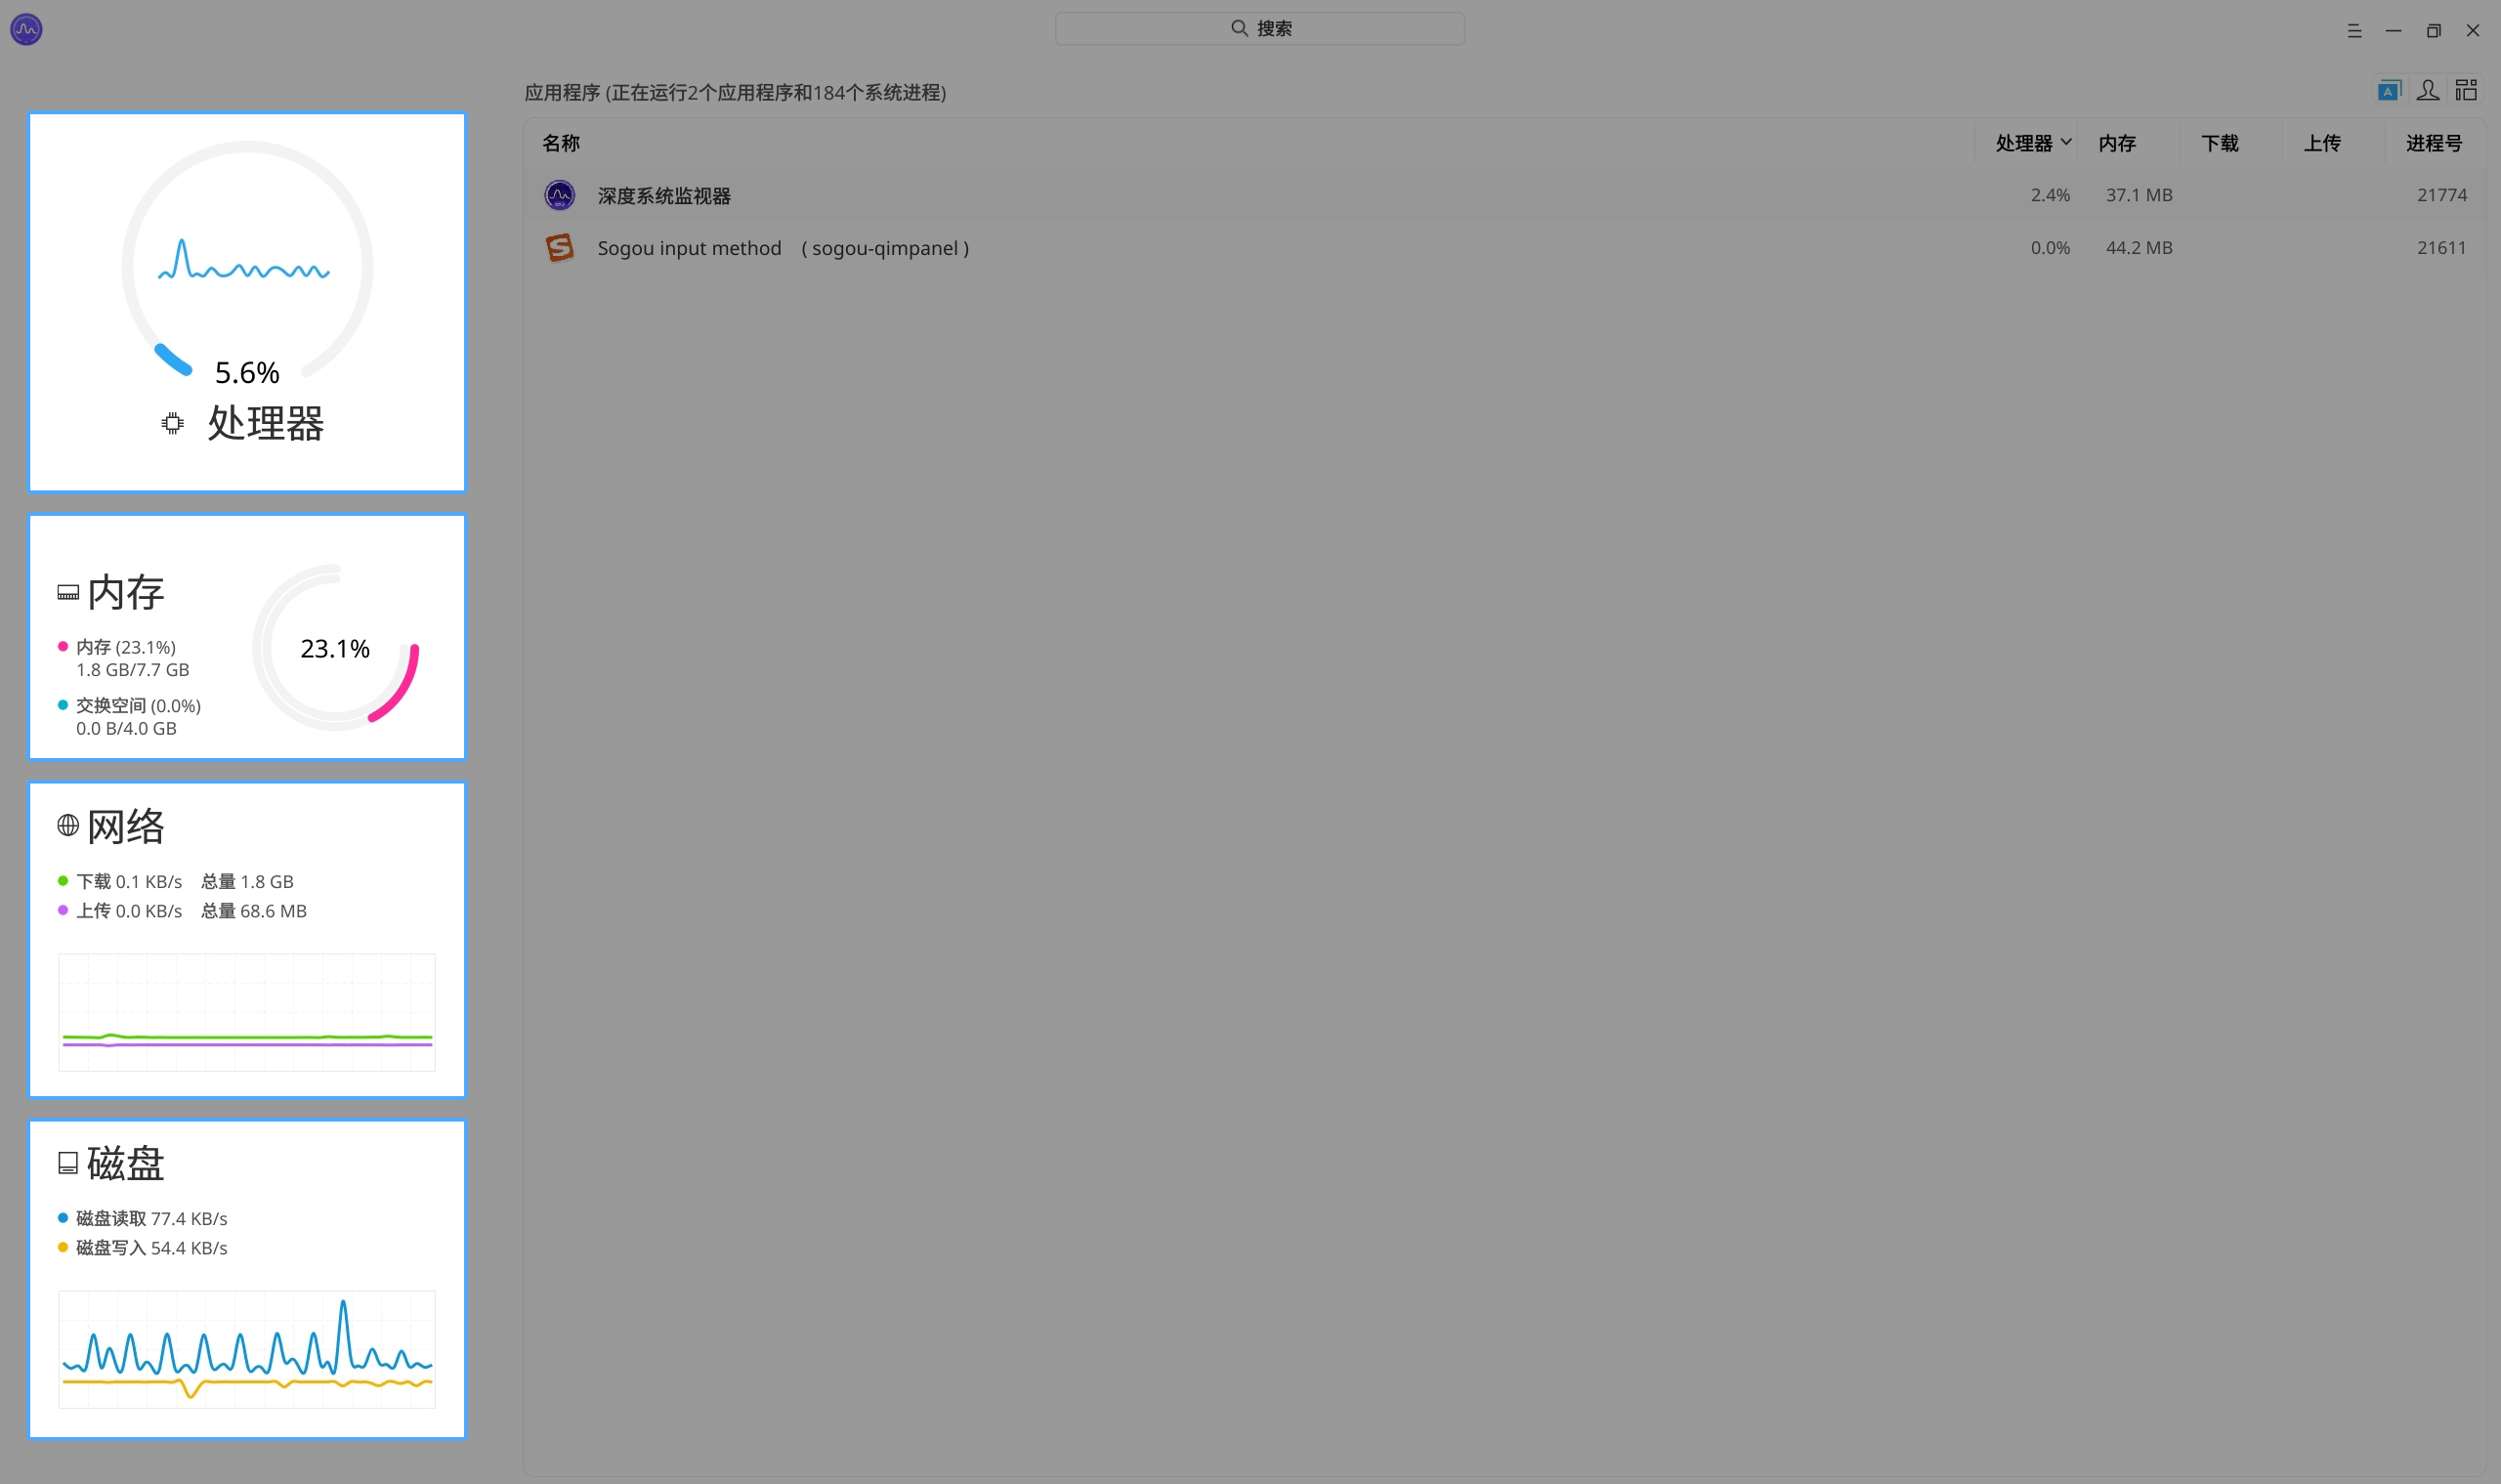 搜索
应用程序 (正在运行2个应用程序和184个系统进程)
5.6%
处理器
内存
内存 (23.1%)
1.8 GB/7.7 GB
交换空间 (0.0%)
0.0 B/4.0 GB
23.1%
网络
下载 0.1 KB/s 总量 1.8 GB
上传 0.0 KB/s 总量 68.6 MB
磁盘
磁盘读取 77.4 KB/s
磁盘写入 54.4 KB/s
名称 处理器 内存 下载 上传 进程号
深度系统监视器 2.4% 37.1 MB 21774
Sogou input method ( sogou-qimpanel ) 0.0% 44.2 MB 21611